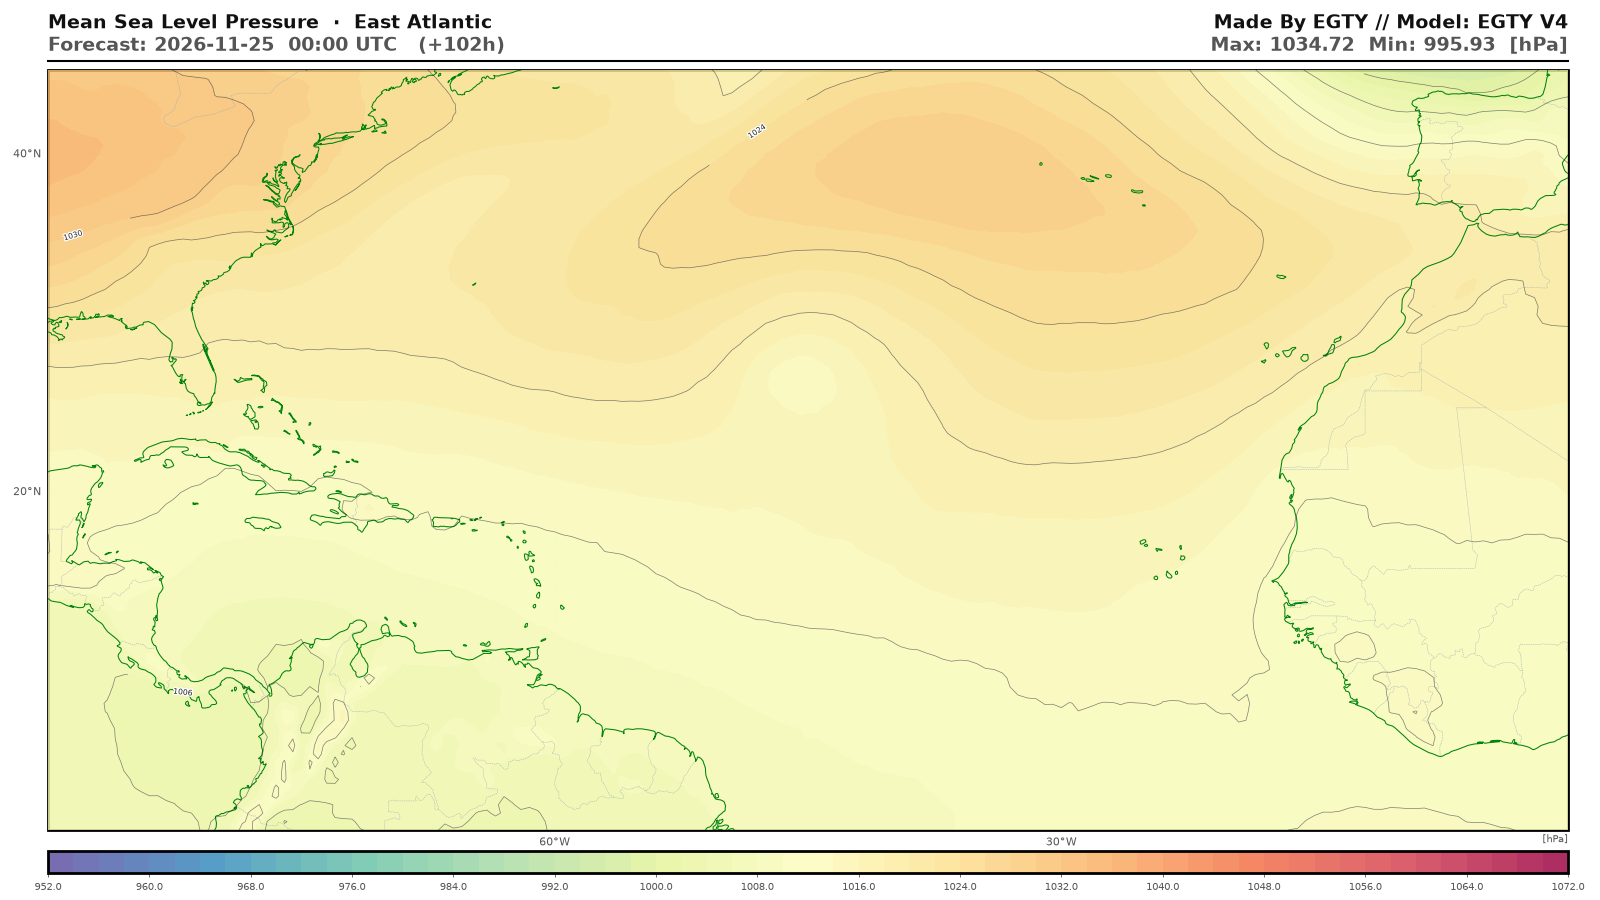 Mean Sea Level Pressure · East Atlantic
Made By EGTY // Model: EGTY V4
Forecast: 2026-11-25 00:00 UTC (+102h)
Max: 1034.72 Min: 995.93 [hPa]
1024
40°N
1030
20°N
1006
60°W
30°W
[hPa]
952.0 960.0 968.0 976.0 984.0 992.0 1000.0 1008.0 1016.0 1024.0 1032.0 1040.0 1048.0 1056.0 1064.0 1072.0